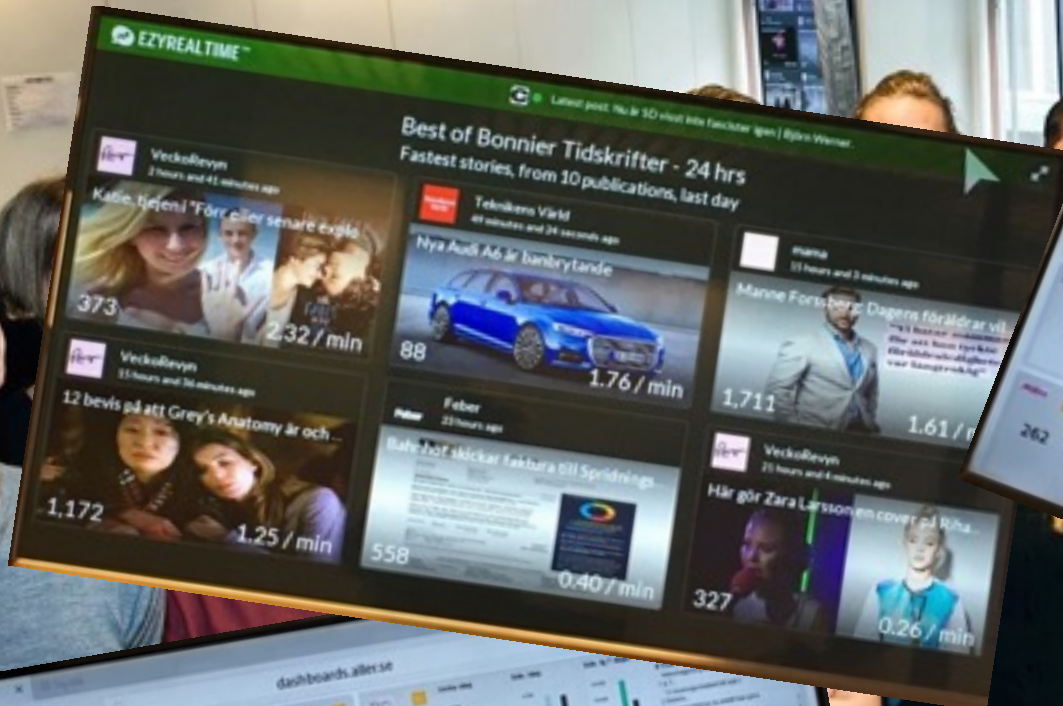 EZYREALTIME™
Latest post: Nu är SD visst inte fascister igen | Björn Werner.
Best of Bonnier Tidskrifter - 24 hrs
Fastest stories, from 10 publications, last day
VeckoRevyn
2 hours and 41 minutes ago
Katie, tjejen i "Förr eller senare explo
373
2.32 / min
Teknikens Värld
49 minutes and 24 seconds ago
Nya Audi A6 är banbrytande
88
1.76 / min
mama
15 hours and 3 minutes ago
Manne Forssberg: Dagens föräldrar vil...
1,711
1.61 /
VeckoRevyn
15 hours and 36 minutes ago
12 bevis på att Grey's Anatomy är och...
1,172
1.25 / min
Feber
Feber
23 hours ago
Bahnhof skickar faktura till Spridnings
558
0.40 / min
VeckoRevyn
21 hours and 4 minutes ago
Här gör Zara Larsson en cover på Riha...
327
0.26 / min
262
dashboards.aller.se